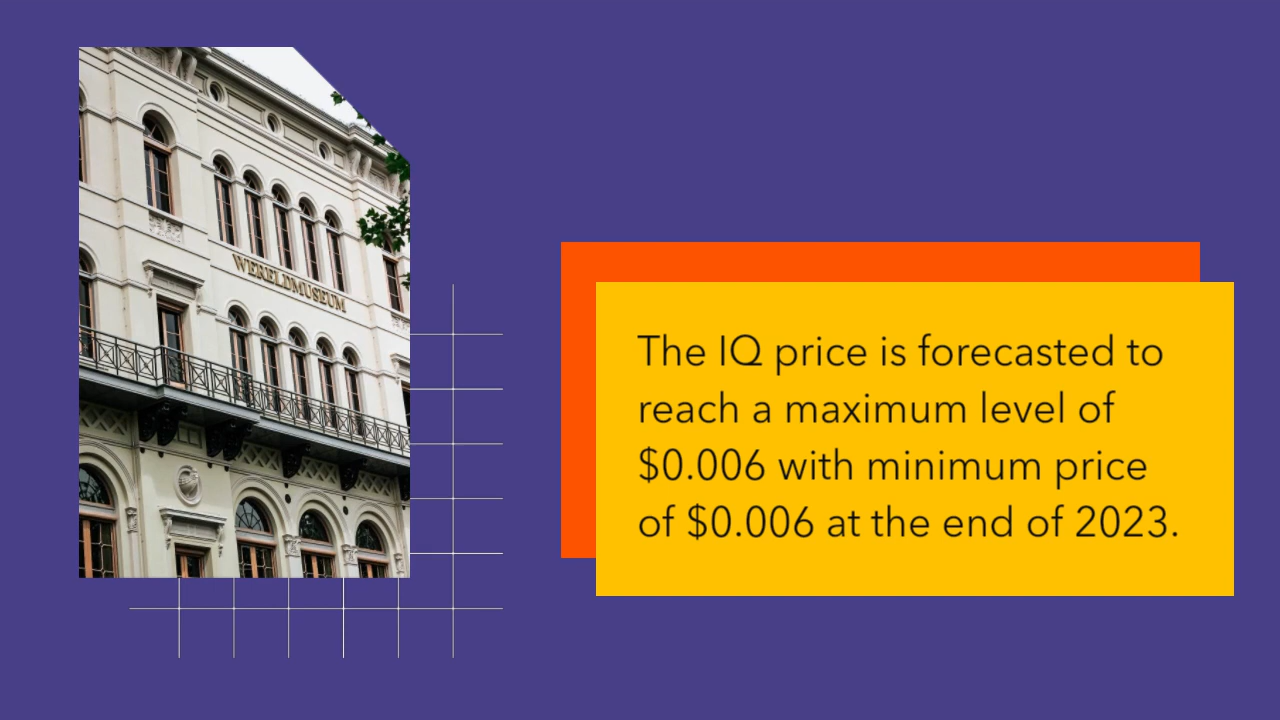 WERELDMUSEUM
The IQ price is forecasted to
reach a maximum level of
$0.006 with minimum price
of $0.006 at the end of 2023.